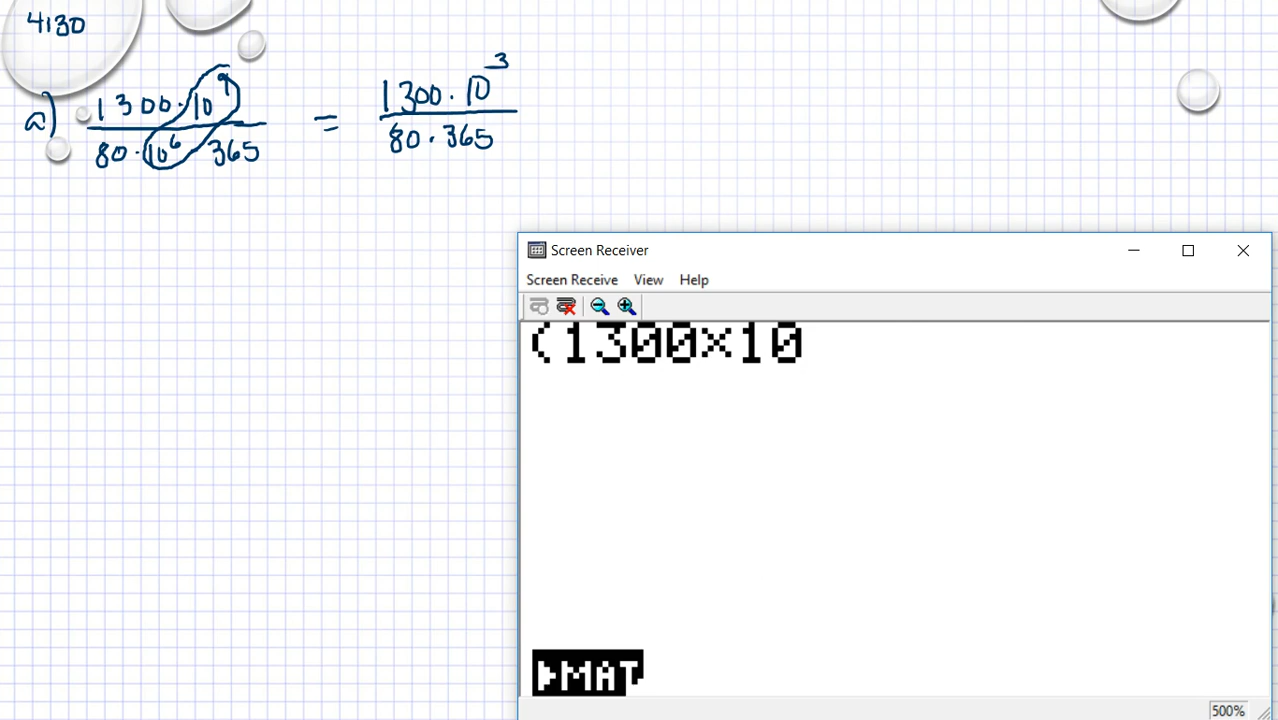 4130
a) 1300·10⁹ / 80·10⁶·365 = 1300·10³ / 80·365
Screen Receiver
Screen Receive View Help
(1300×10
▶MAT
500%